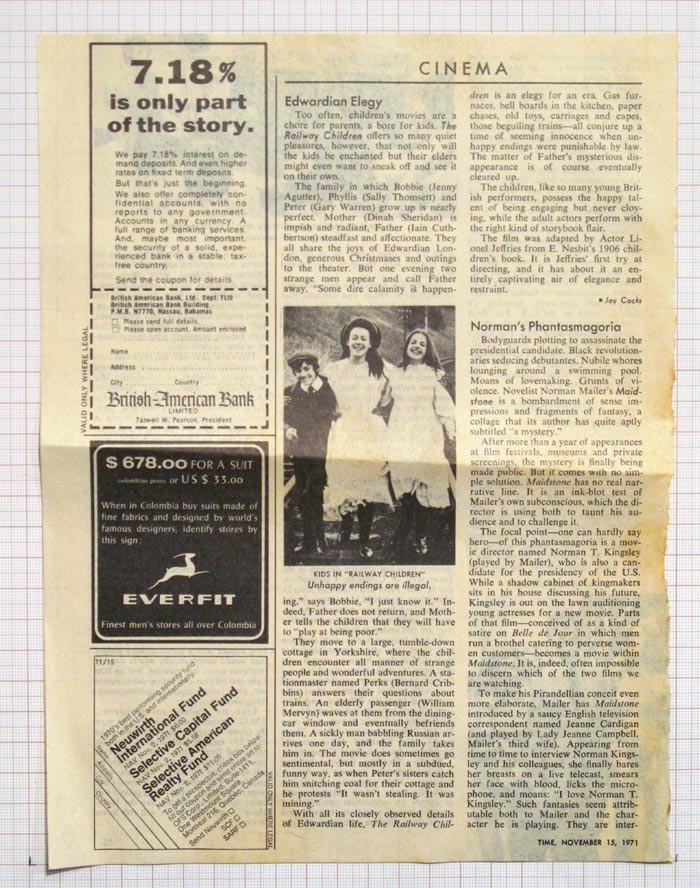 7.18%
is only part
of the story.
We pay 7.18% interest on de-
mand deposits. And even higher
rates on fixed term deposits.
But that's just the beginning.
We also offer completely con-
fidential accounts, with no
reports to any government.
Accounts in any currency. A
full range of banking services.
And, maybe most important,
the security of a solid, expe-
rienced bank in a stable, tax-
free country.
Send the coupon for details.
British American Bank, Ltd. Dept. TL19
British American Bank Building
P.M.B. N7770, Nassau, Bahamas
Please send full details.
Please open account. Amount enclosed
Name
Address
City Country
British-American Bank
LIMITED
Tazwell W. Pearson, President
VALID ONLY WHERE LEGAL
$ 678.00 FOR A SUIT
colombian pesos or US $ 33.00
When in Colombia buy suits made of
fine fabrics and designed by world's
famous designers, identify stores by
this sign:
EVERFIT
Finest men's stores all over Colombia
11/15
1970's best performing security fund
both in the U.S. and internationally.
Neuwirth
International Fund
Selective Capital Fund
Selective American
Realty Fund
One Westmount Square
Montreal 216, Quebec, Canada
Send Neuwirth
SCF
SARF
VALID ONLY WHERE LEGAL
CINEMA
Edwardian Elegy
Too often, children's movies are a
chore for parents, a bore for kids. The
Railway Children offers so many quiet
pleasures, however, that not only will
the kids be enchanted but their elders
might even want to sneak off and see it
on their own.
The family in which Bobbie (Jenny
Agutter), Phyllis (Sally Thomsett) and
Peter (Gary Warren) grow up is nearly
perfect. Mother (Dinah Sheridan) is
impish and radiant, Father (Iain Cuth-
bertson) steadfast and affectionate. They
all share the joys of Edwardian Lon-
don, generous Christmases and outings
to the theater. But one evening two
strange men appear and call Father
away. "Some dire calamity is happen-
KIDS IN "RAILWAY CHILDREN"
Unhappy endings are illegal.
ing," says Bobbie, "I just know it." In-
deed, Father does not return, and Moth-
er tells the children that they will have
to "play at being poor."
They move to a large, tumble-down
cottage in Yorkshire, where the chil-
dren encounter all manner of strange
people and wonderful adventures. A sta-
tionmaster named Perks (Bernard Crib-
bins) answers their questions about
trains. An elderly passenger (William
Mervyn) waves at them from the dining-
car window and eventually befriends
them. A sickly man babbling Russian ar-
rives one day, and the family takes
him in. The movie does sometimes go
sentimental, but mostly in a subdued,
funny way, as when Peter's sisters catch
him snitching coal for their cottage and
he protests "It wasn't stealing. It was
mining."
With all its closely observed details
of Edwardian life, The Railway Chil-
dren is an elegy for an era. Gas fur-
naces, bell boards in the kitchen, paper
chases, old toys, carriages and capes,
those beguiling trains—all conjure up a
time of seeming innocence when un-
happy endings were punishable by law.
The matter of Father's mysterious dis-
appearance is of course eventually
cleared up.
The children, like so many young Brit-
ish performers, possess the happy tal-
ent of being engaging but never cloy-
ing, while the adult actors perform with
the right kind of storybook flair.
The film was adapted by Actor Li-
onel Jeffries from E. Nesbit's 1906 chil-
dren's book. It is Jeffries' first try at
directing, and it has about it an en-
tirely captivating air of elegance and
restraint.
■ Jay Cocks
Norman's Phantasmagoria
Bodyguards plotting to assassinate the
presidential candidate. Black revolution-
aries seducing debutantes. Nubile whores
lounging around a swimming pool.
Moans of lovemaking. Grunts of vi-
olence. Novelist Norman Mailer's Maid-
stone is a bombardment of sense im-
pressions and fragments of fantasy, a
collage that its author has quite aptly
subtitled "a mystery."
After more than a year of appearances
at film festivals, museums and private
screenings, the mystery is finally being
made public. But it comes with no sim-
ple solution. Maidstone has no real nar-
rative line. It is an ink-blot test of
Mailer's own subconscious, which the di-
rector is using both to taunt his au-
dience and to challenge it.
The focal point—one can hardly say
hero—of this phantasmagoria is a mov-
ie director named Norman T. Kingsley
(played by Mailer), who is also a can-
didate for the presidency of the U.S.
While a shadow cabinet of kingmakers
sits in his house discussing his future,
Kingsley is out on the lawn auditioning
young actresses for a new movie. Parts
of that film—conceived of as a kind of
satire on Belle de Jour in which men
run a brothel catering to perverse wom-
en customers—becomes a movie within
Maidstone. It is, indeed, often impossible
to discern which of the two films we
are watching.
To make his Pirandellian conceit even
more elaborate, Mailer has Maidstone
introduced by a saucy English television
correspondent named Jeanne Cardigan
(and played by Lady Jeanne Campbell,
Mailer's third wife). Appearing from
time to time to interview Norman Kings-
ley and his colleagues, she finally bares
her breasts on a live telecast, smears
her face with blood, licks the micro-
phone, and moans: "I love Norman T.
Kingsley." Such fantasies seem attrib-
utable both to Mailer and the char-
acter he is playing. They are inter-
TIME, NOVEMBER 15, 1971